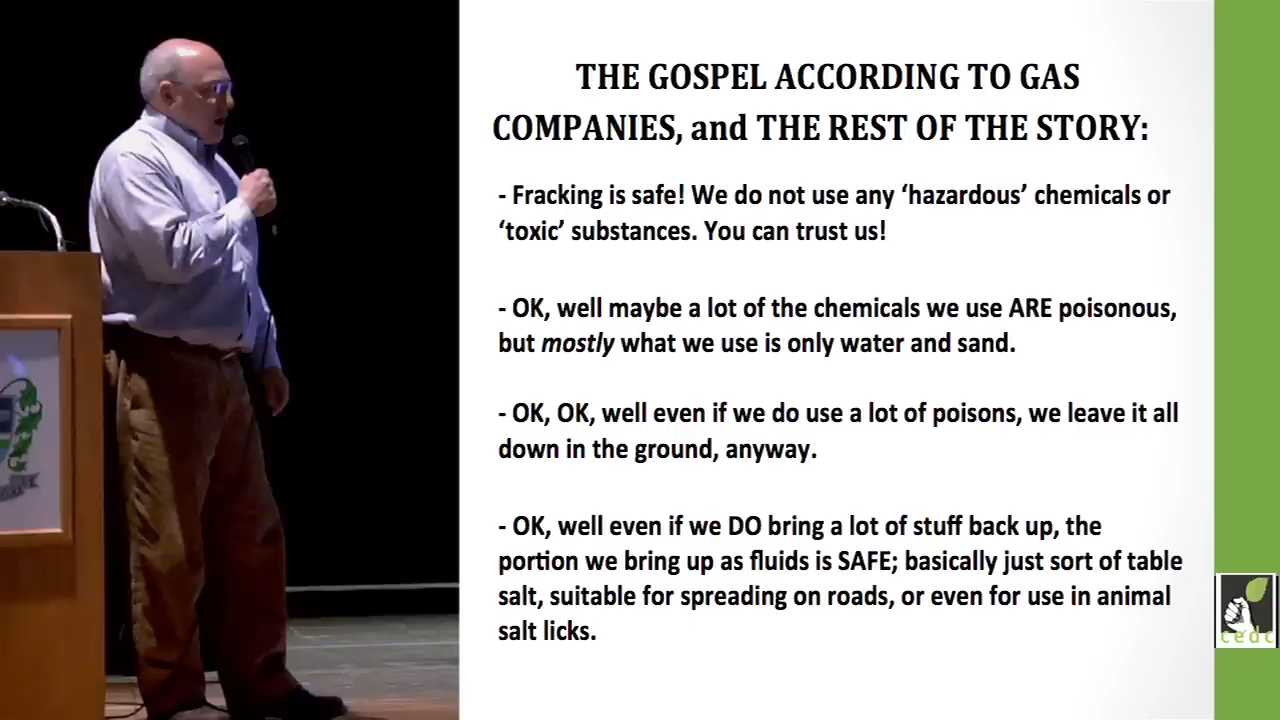 THE GOSPEL ACCORDING TO GAS
COMPANIES, and THE REST OF THE STORY:
- Fracking is safe! We do not use any ‘hazardous’ chemicals or
‘toxic’ substances. You can trust us!
- OK, well maybe a lot of the chemicals we use ARE poisonous,
but mostly what we use is only water and sand.
- OK, OK, well even if we do use a lot of poisons, we leave it all
down in the ground, anyway.
- OK, well even if we DO bring a lot of stuff back up, the
portion we bring up as fluids is SAFE; basically just sort of table
salt, suitable for spreading on roads, or even for use in animal
salt licks.
cedc